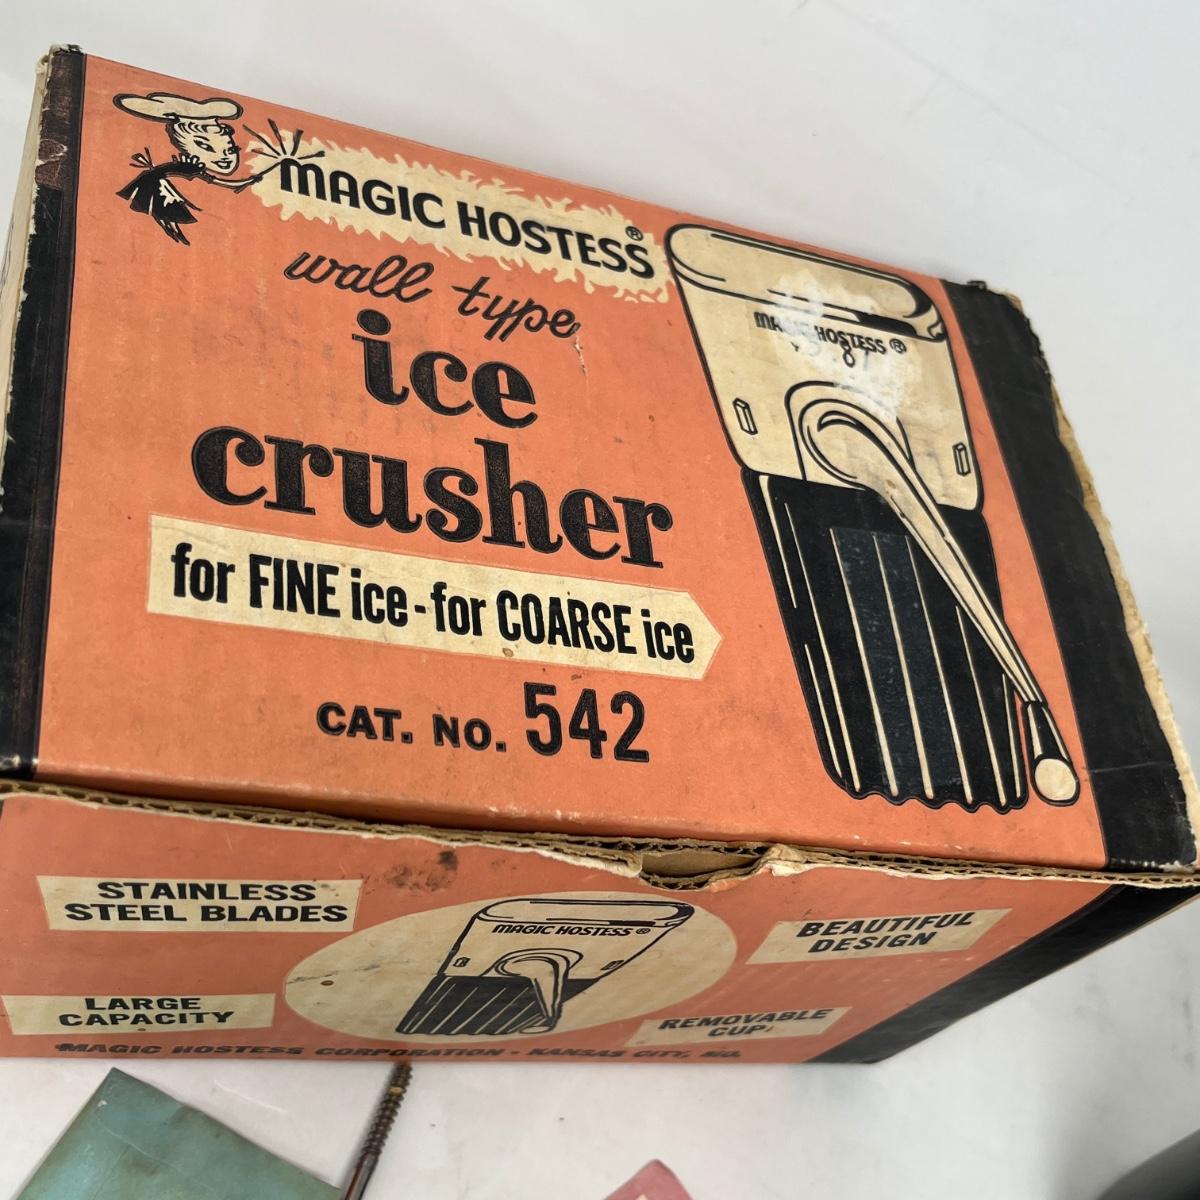 MAGIC HOSTESS®
wall type
ice
crusher
for FINE ice - for COARSE ice
CAT. No. 542
MAGIC HOSTESS®
STAINLESS
STEEL BLADES
LARGE
CAPACITY
MAGIC HOSTESS®
BEAUTIFUL
DESIGN
REMOVABLE
CUP
MAGIC HOSTESS CORPORATION - KANSAS CITY, MO.